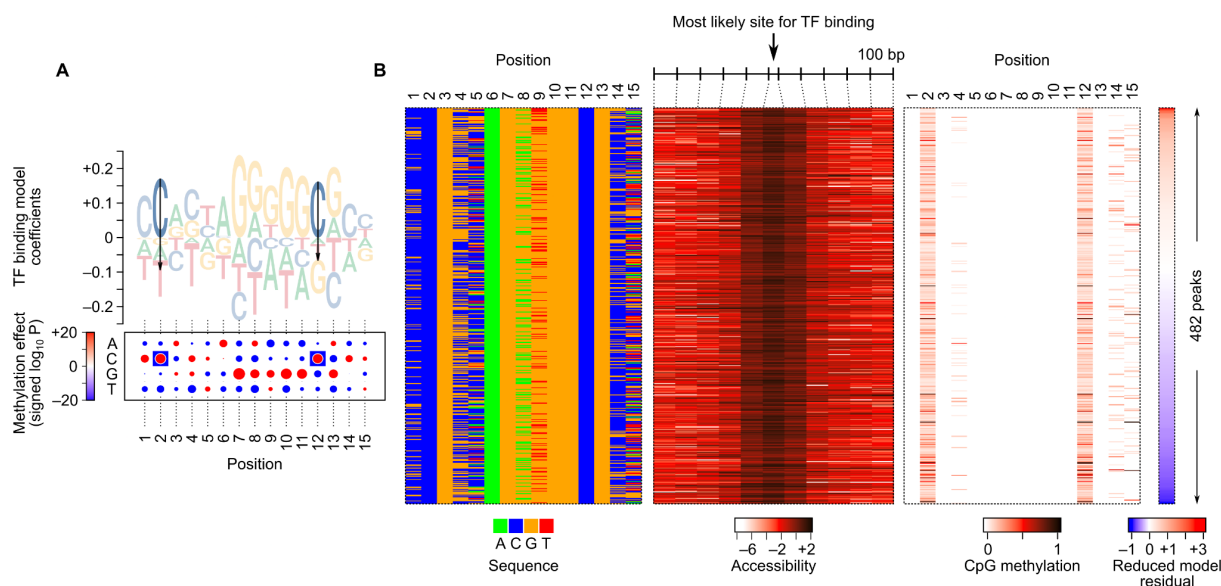 Most likely site for TF binding
A
B
Position
100 bp
Position
1 2 3 4 5 6 7 8 9 10 11 12 13 14 15
1 2 3 4 5 6 7 8 9 10 11 12 13 14 15
TF binding model
coefficients
+0.2
+0.1
0
−0.1
−0.2
Methylation effect
(signed log10 P)
+20
0
−20
A
C
G
T
1 2 3 4 5 6 7 8 9 10 11 12 13 14 15
Position
482 peaks
A C G T
Sequence
−6 −2 +2
Accessibility
0 1
CpG methylation
−1 0 +1 +3
Reduced model
residual